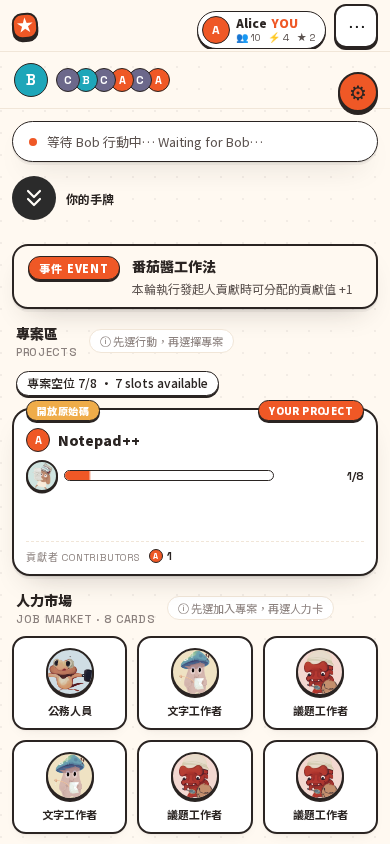 A Alice YOU
👥 10 ⚡ 4 ★ 2
⋯
B C B C A C A
等待 Bob 行動中⋯ Waiting for Bob⋯
你的手牌
事件 EVENT
番茄醬工作法
本輪執行發起人貢獻時可分配的貢獻值 +1
專案區
PROJECTS
ⓘ 先選行動，再選擇專案
專案空位 7/8 · 7 slots available
開放原始碼
YOUR PROJECT
A Notepad++
1/8
貢獻者 CONTRIBUTORS A 1
人力市場
JOB MARKET · 8 CARDS
ⓘ 先選加入專案，再選人力卡
公務人員
文字工作者
議題工作者
文字工作者
議題工作者
議題工作者